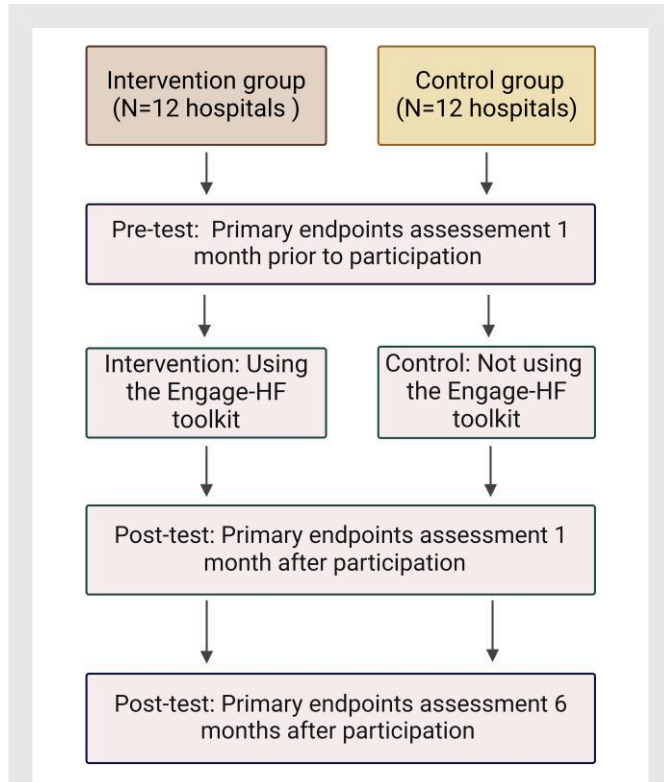 Intervention group
(N=12 hospitals )
Control group
(N=12 hospitals)
Pre-test:  Primary endpoints assessement 1
month prior to participation
Intervention: Using
the Engage-HF
toolkit
Control: Not using
the Engage-HF
toolkit
Post-test: Primary endpoints assessment 1
month after participation
Post-test: Primary endpoints assessment 6
months after participation